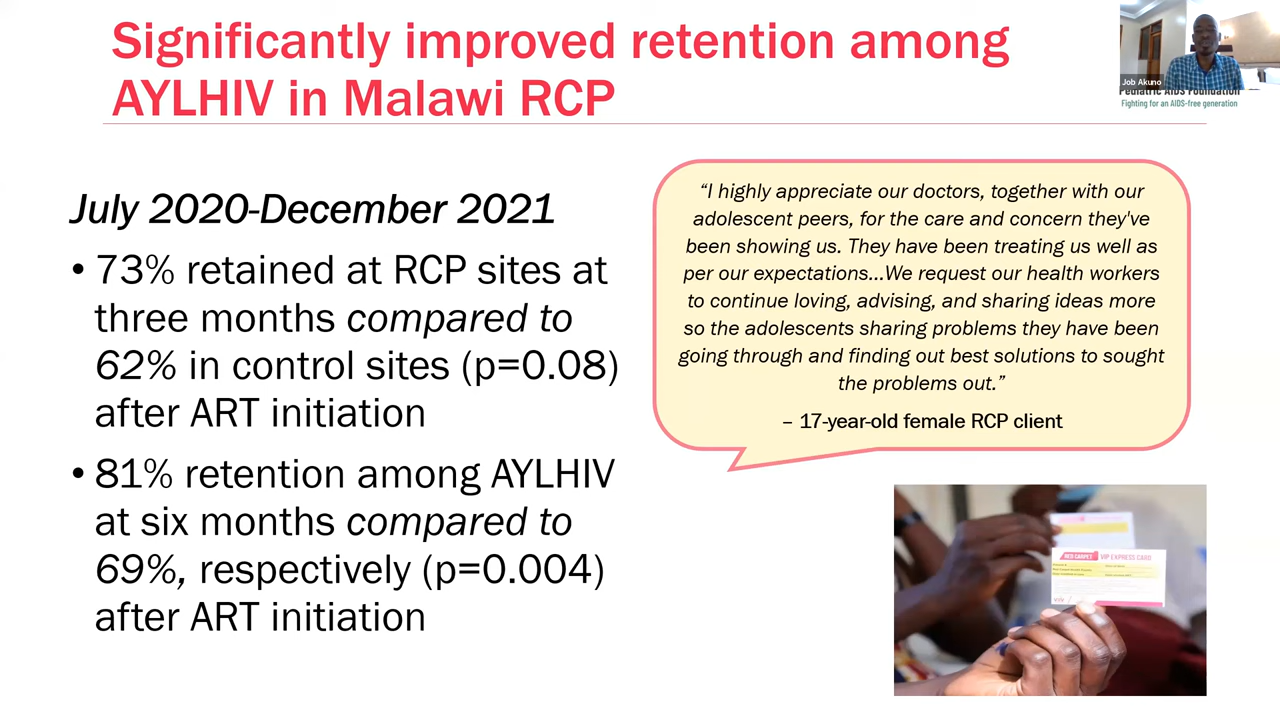 Significantly improved retention among
AYLHIV in Malawi RCP
Job Akuno
Pediatric AIDS Foundation
Fighting for an AIDS-free generation
July 2020-December 2021
• 73% retained at RCP sites at
three months compared to
62% in control sites (p=0.08)
after ART initiation
• 81% retention among AYLHIV
at six months compared to
69%, respectively (p=0.004)
after ART initiation
“I highly appreciate our doctors, together with our
adolescent peers, for the care and concern they've
been showing us. They have been treating us well as
per our expectations...We request our health workers
to continue loving, advising, and sharing ideas more
so the adolescents sharing problems they have been
going through and finding out best solutions to sought
the problems out.”
– 17-year-old female RCP client
RED CARPET VIP EXPRESS CARD